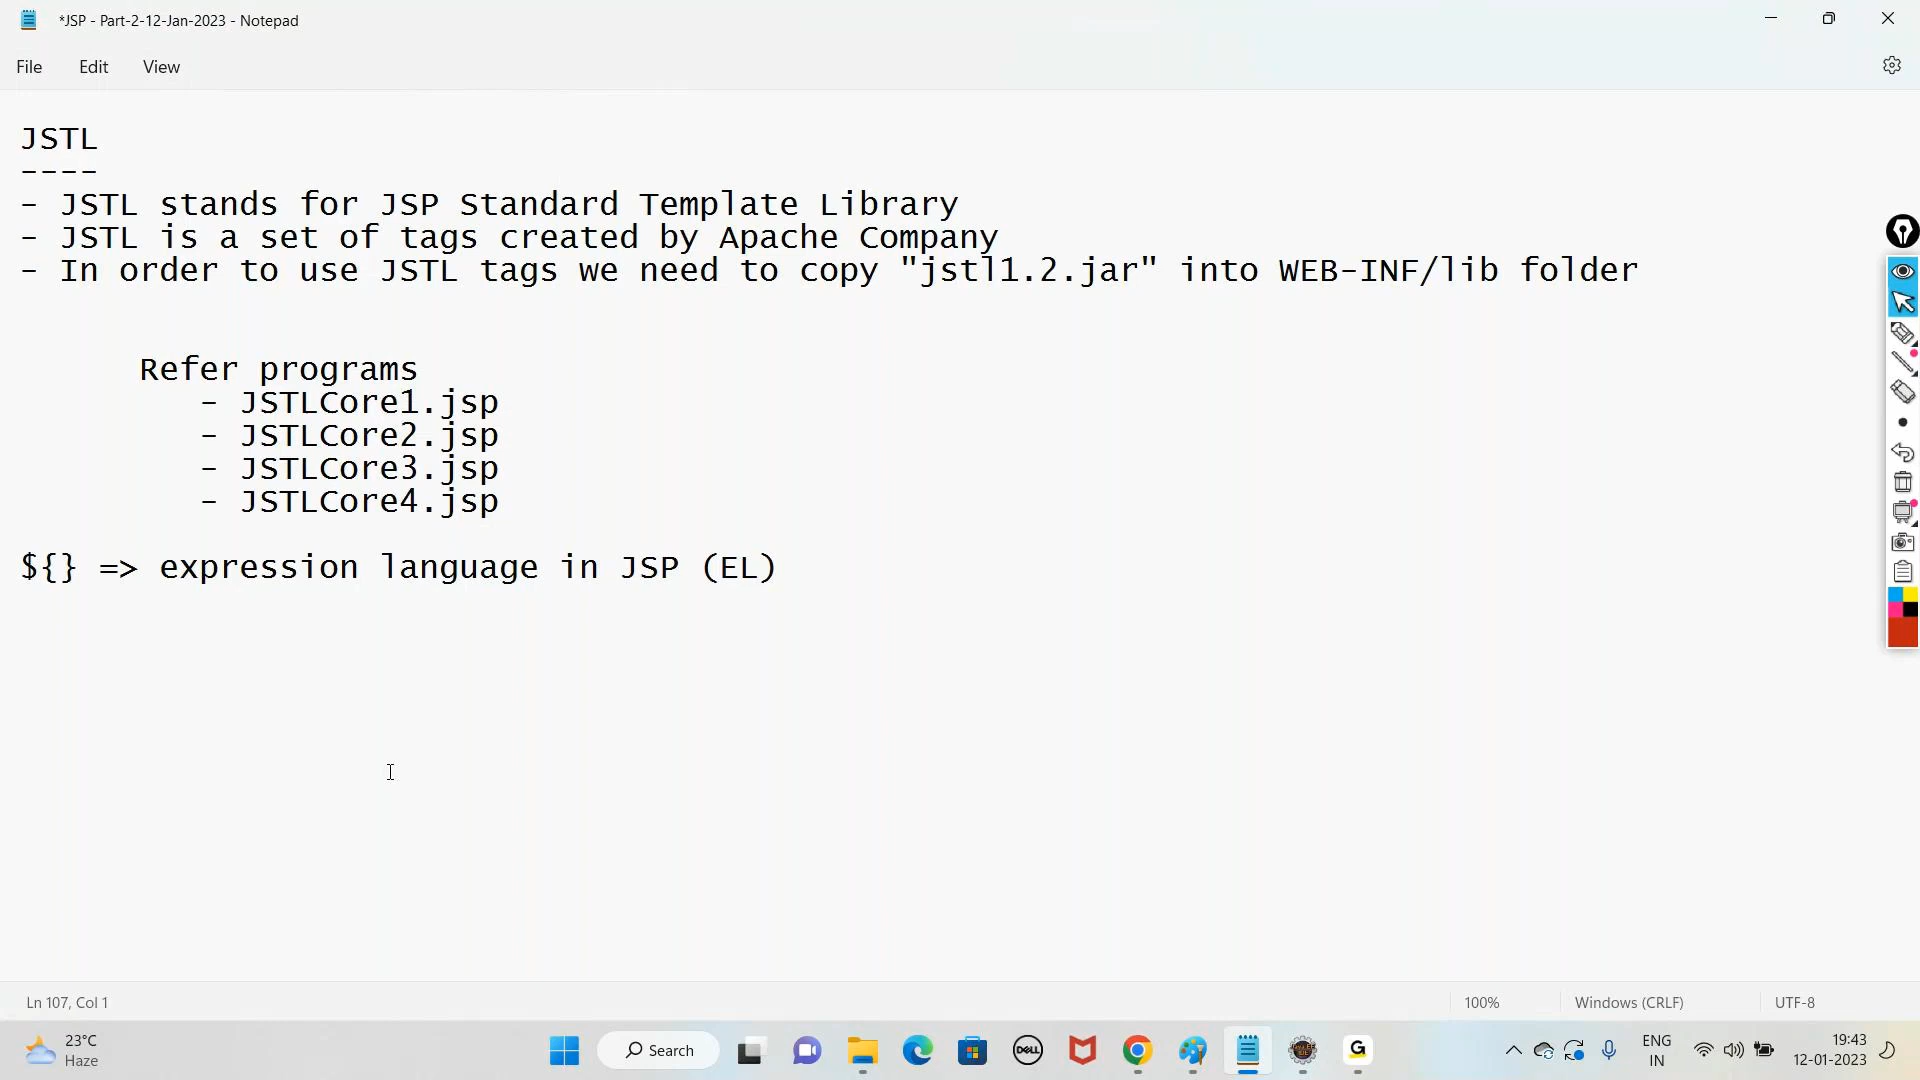 *JSP - Part-2-12-Jan-2023 - Notepad
File Edit View
JSTL
----
- JSTL stands for JSP Standard Template Library
- JSTL is a set of tags created by Apache Company
- In order to use JSTL tags we need to copy "jstl1.2.jar" into WEB-INF/lib folder
Refer programs
- JSTLCore1.jsp
- JSTLCore2.jsp
- JSTLCore3.jsp
- JSTLCore4.jsp
${} => expression language in JSP (EL)
Ln 107, Col 1 100% Windows (CRLF) UTF-8
23°C
Haze
Search
DELL
G
ENG
IN
19:43
12-01-2023